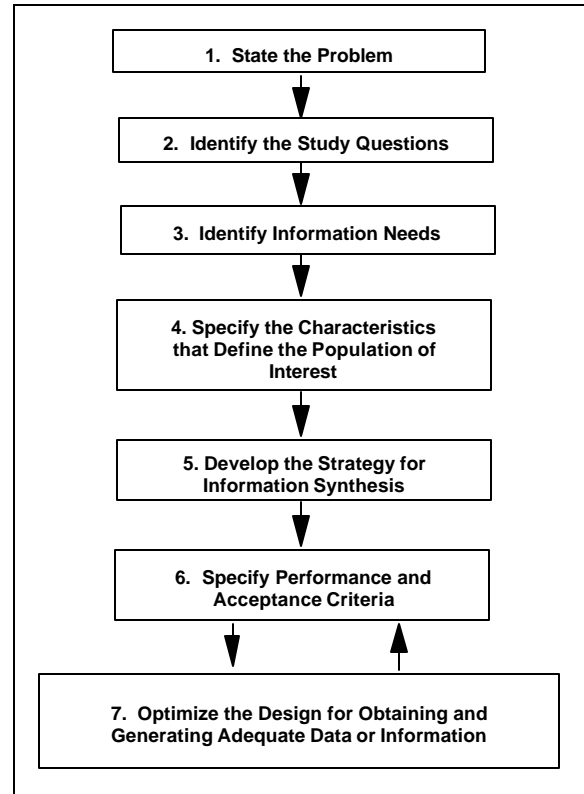 1. State the Problem
2. Identify the Study Questions
3. Identify Information Needs
4. Specify the Characteristics
that Define the Population of
Interest
5. Develop the Strategy for
Information Synthesis
6. Specify Performance and
Acceptance Criteria
7. Optimize the Design for Obtaining and
Generating Adequate Data or Information